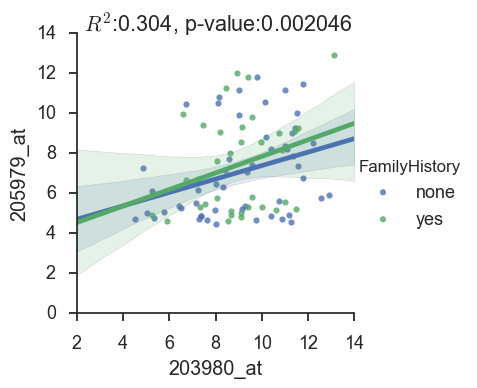 R²:0.304, p-value:0.002046
14
12
10
8
6
4
2
0
205979_at
2 4 6 8 10 12 14
203980_at
FamilyHistory
none
yes